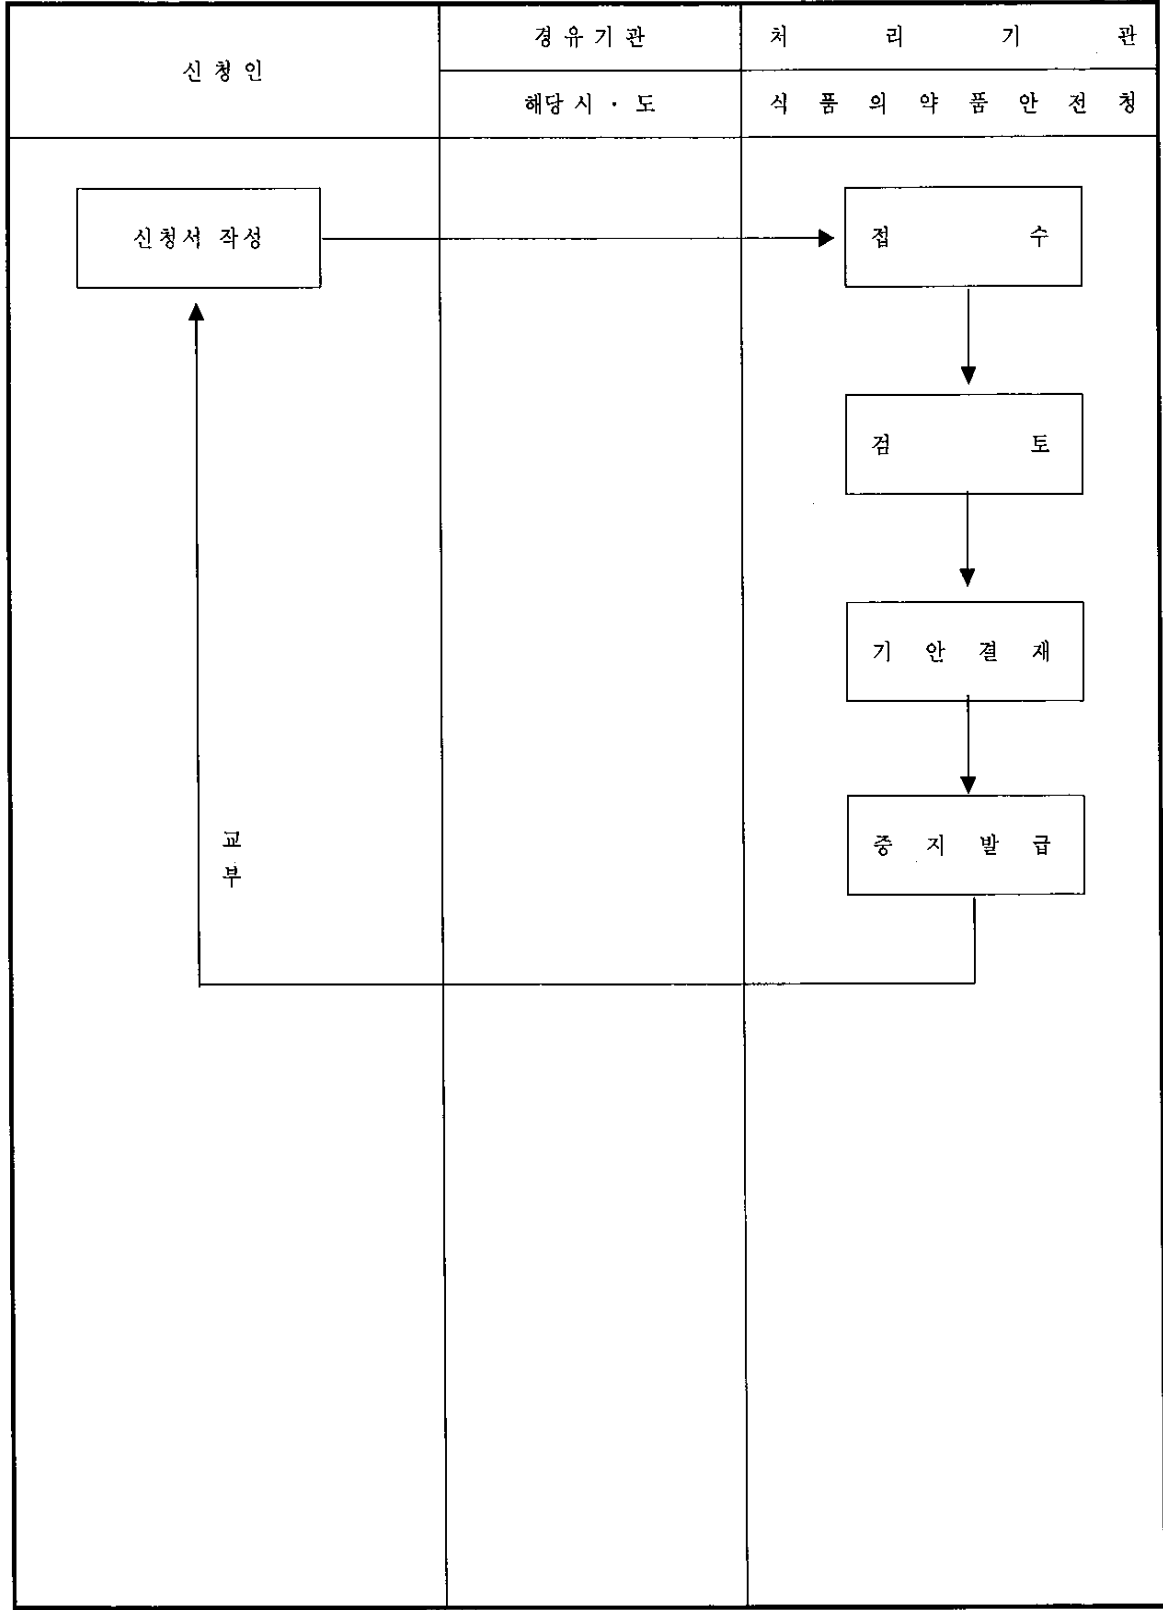 신청인
경유기관
처리기관
해당 시 · 도
식품의약품안전청
신청서 작성
접수
검토
기안결재
중지발급
교
부